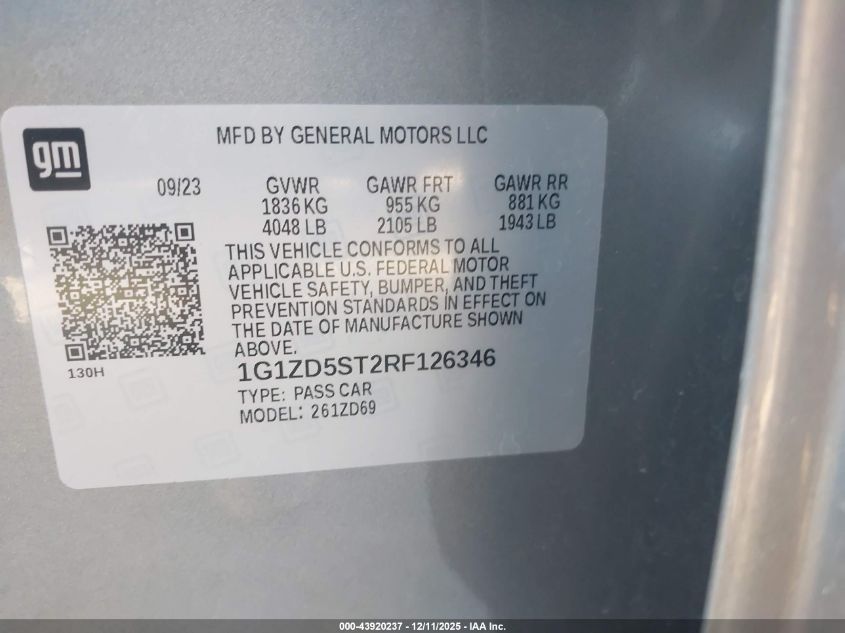 gm
MFD BY GENERAL MOTORS LLC
09/23 GVWR GAWR FRT GAWR RR
1836 KG 955 KG 881 KG
4048 LB 2105 LB 1943 LB
THIS VEHICLE CONFORMS TO ALL
APPLICABLE U.S. FEDERAL MOTOR
VEHICLE SAFETY, BUMPER, AND THEFT
PREVENTION STANDARDS IN EFFECT ON
THE DATE OF MANUFACTURE SHOWN
ABOVE.
130H
1G1ZD5ST2RF126346
TYPE: PASS CAR
MODEL: 261ZD69
000-43920237 - 12/11/2025 - IAA Inc.